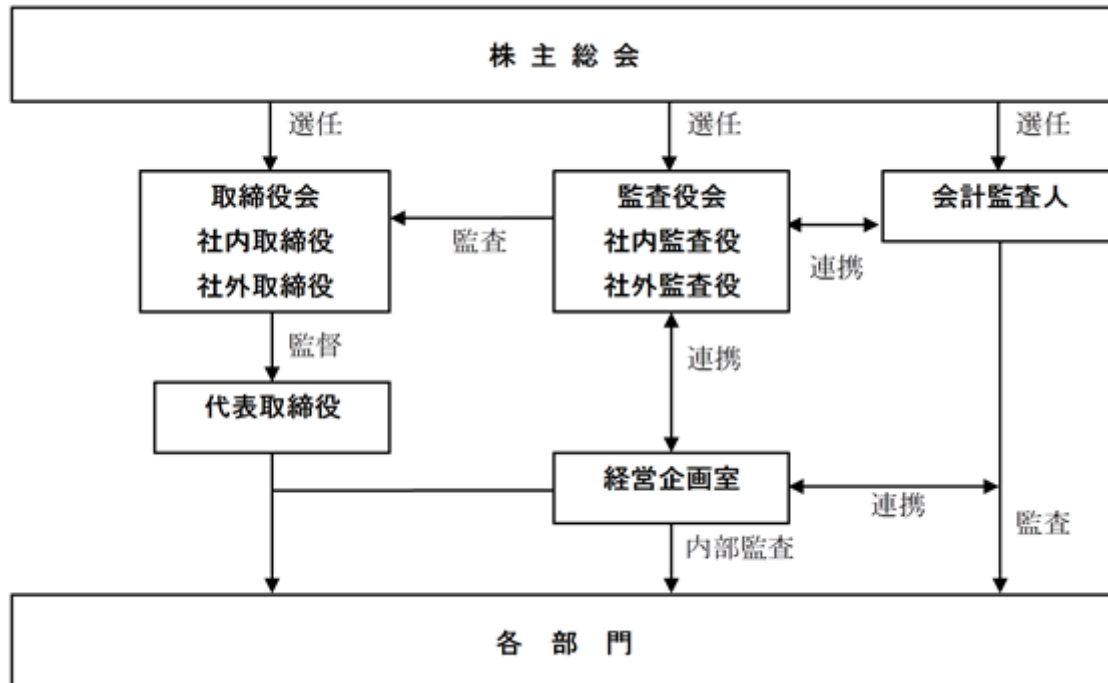 株 主 総 会
選任
選任
選任
取締役会
社内取締役
社外取締役
監査
監査役会
社内監査役
社外監査役
会計監査人
連携
監督
連携
代表取締役
経営企画室
連携
監査
内部監査
各 部 門